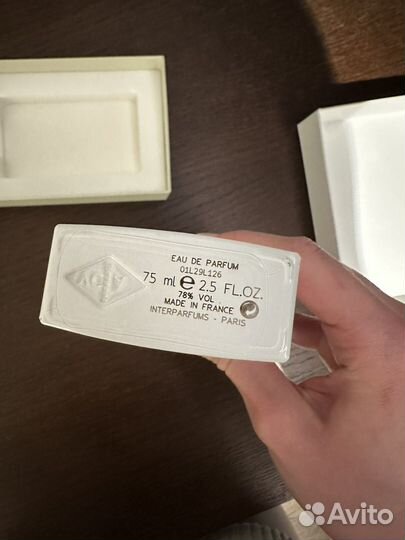 EAU DE PARFUM
01L29L126
75 ml e 2.5 FL.OZ.
78% VOL
MADE IN FRANCE
INTERPARFUMS - PARIS
Avito